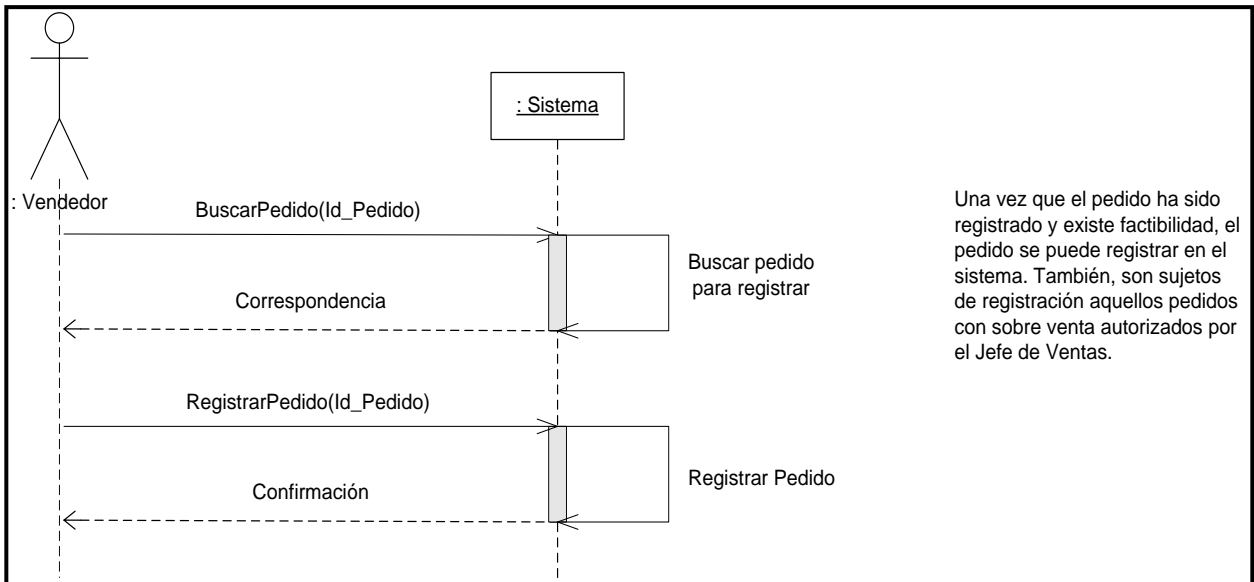 : Sistema
: Vendedor
BuscarPedido(Id_Pedido)
Buscar pedido
para registrar
Correspondencia
RegistrarPedido(Id_Pedido)
Registrar Pedido
Confirmación
Una vez que el pedido ha sido
registrado y existe factibilidad, el
pedido se puede registrar en el
sistema. También, son sujetos
de registración aquellos pedidos
con sobre venta autorizados por
el Jefe de Ventas.